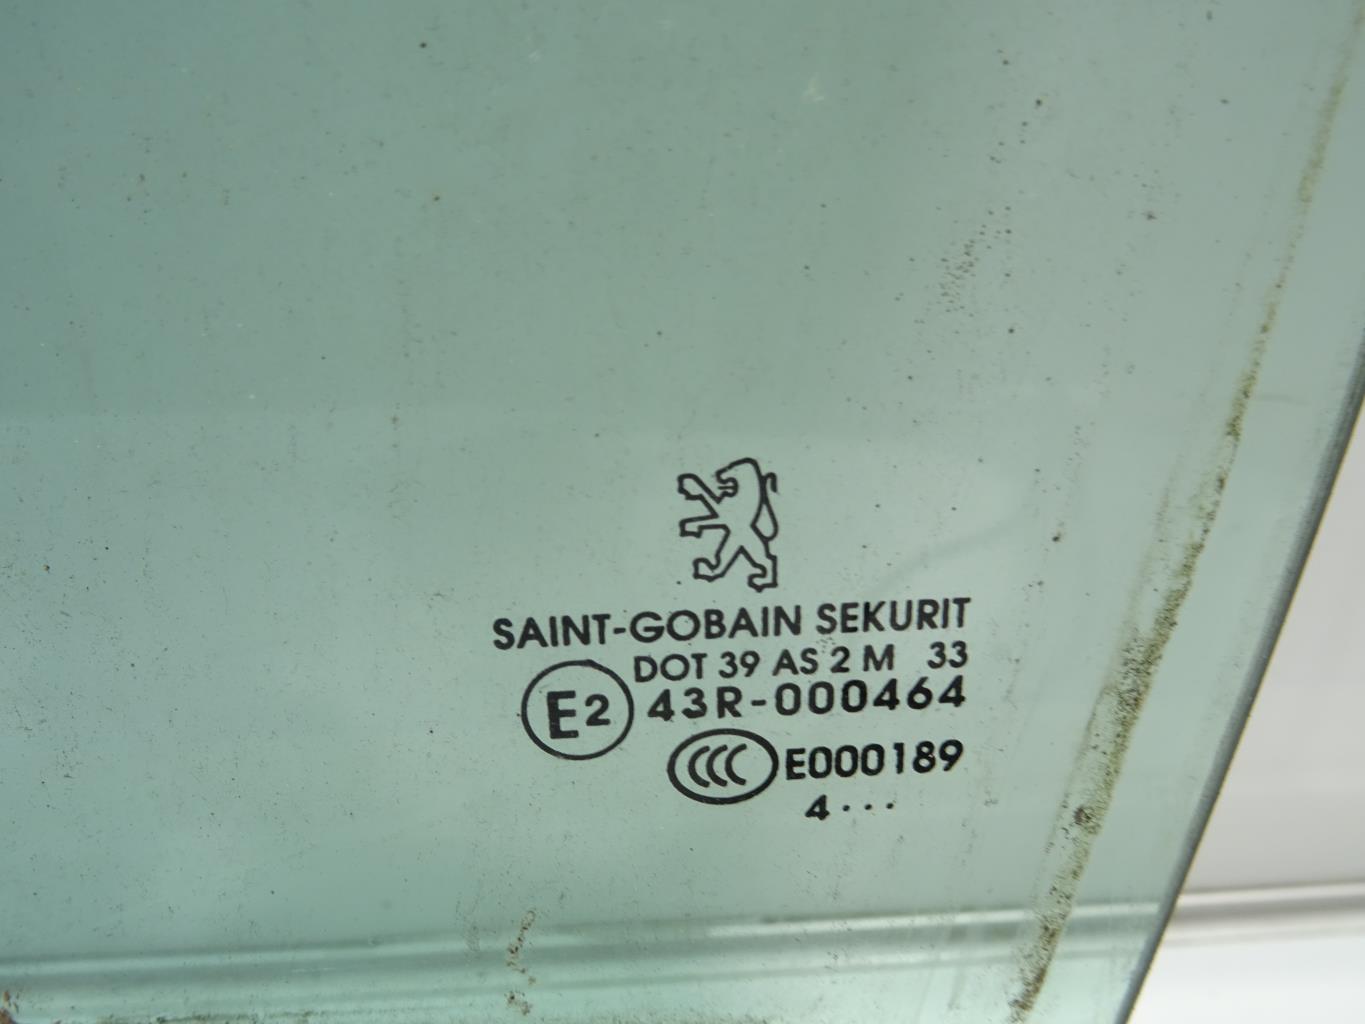 SAINT-GOBAIN SEKURIT
DOT 39 AS 2 M 33
E2 43R-000464
CCC E000189
4...